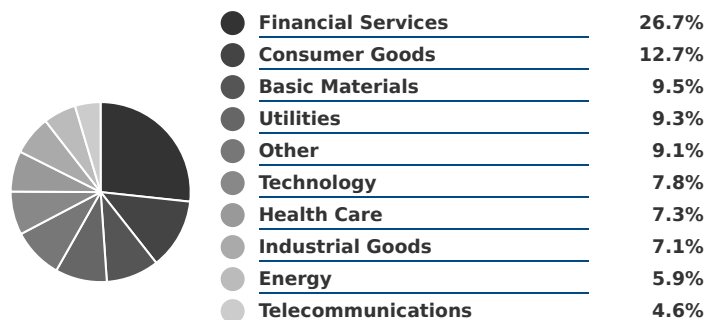 Financial Services 26.7%
Consumer Goods 12.7%
Basic Materials 9.5%
Utilities 9.3%
Other 9.1%
Technology 7.8%
Health Care 7.3%
Industrial Goods 7.1%
Energy 5.9%
Telecommunications 4.6%